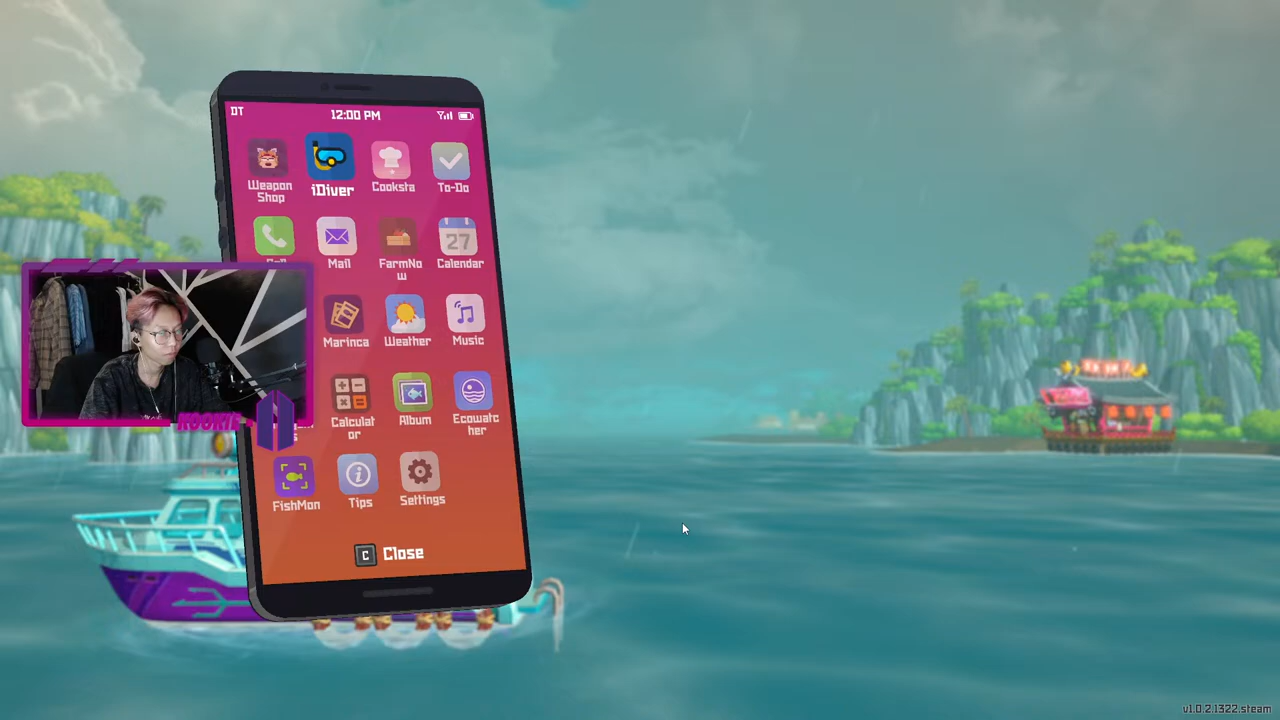 DT
12:00 PM
Weapon
Shop
iDiver
Cooksta
To-Do
Mail
FarmNo
w
Calendar
27
Marinca
Weather
Music
Calculat
or
Album
Ecowatc
her
FishMon
Tips
Settings
C Close
KOOKIE
v1.0.2.1322.steam